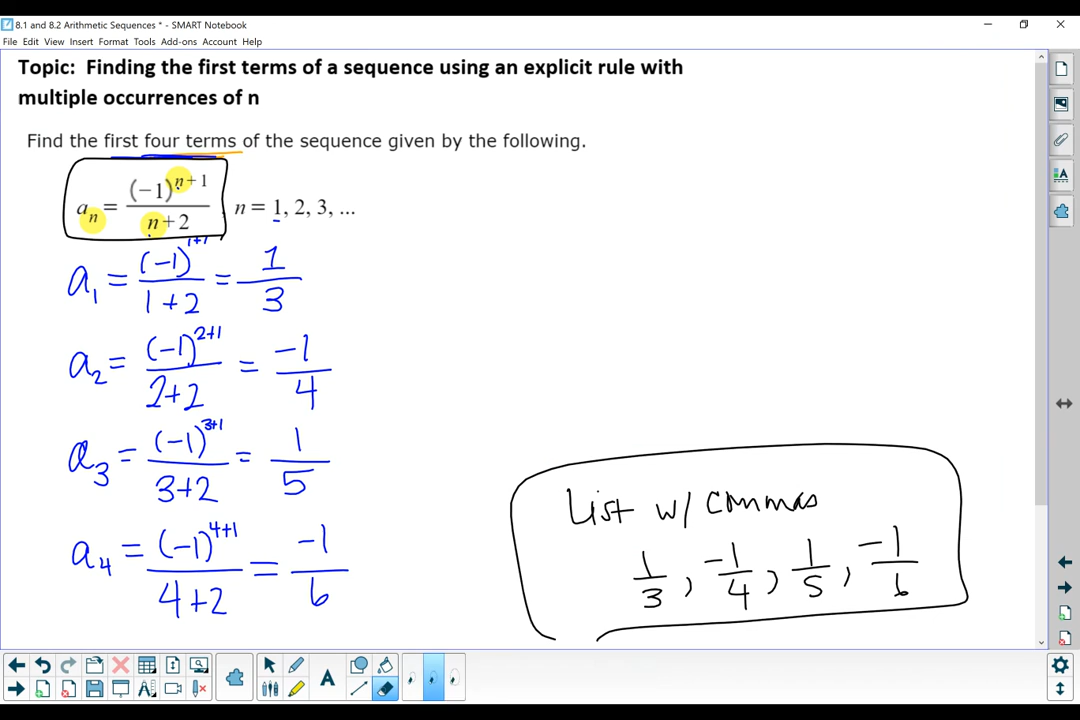 8.1 and 8.2 Arithmetic Sequences * - SMART Notebook
File Edit View Insert Format Tools Add-ons Account Help
Topic: Finding the first terms of a sequence using an explicit rule with
multiple occurrences of n
Find the first four terms of the sequence given by the following.
a_n = (-1)^(n+1) / (n+2) n = 1, 2, 3, ...
a_1 = (-1)^(1+1) / (1+2) = 1/3
a_2 = (-1)^(2+1) / (2+2) = -1/4
a_3 = (-1)^(3+1) / (3+2) = 1/5
a_4 = (-1)^(4+1) / (4+2) = -1/6
List w/ commas
1/3, -1/4, 1/5, -1/6